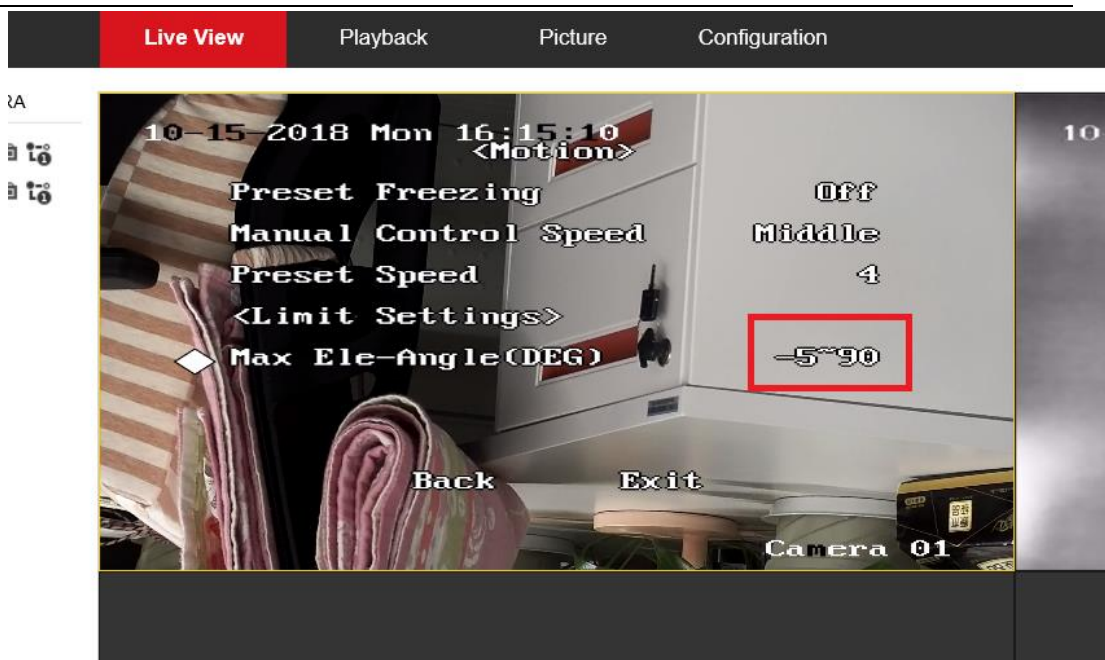 Live View Playback Picture Configuration
RA
10-15-2018 Mon 16:15:10
10
<Motion>
Preset Freezing Off
Manual Control Speed Middle
Preset Speed 4
<Limit Settings>
Max Ele-Angle(DEG) -5~90
Back Exit
Camera 01